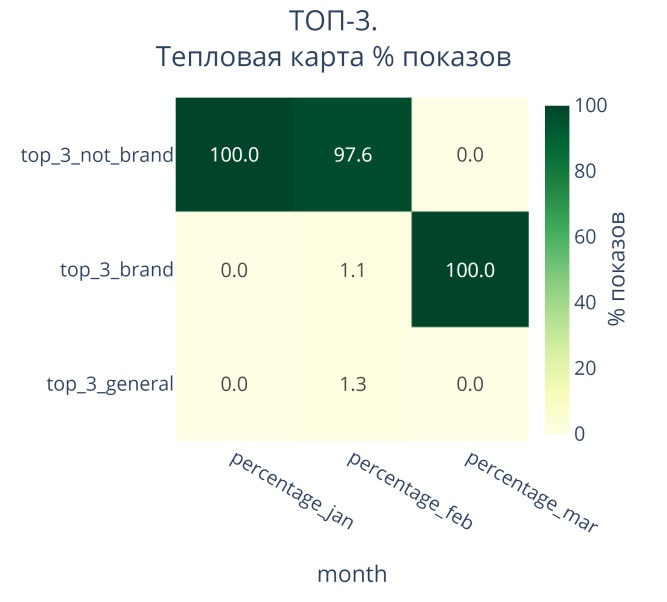 ТОП-3.
Тепловая карта % показов
top_3_not_brand
100.0
97.6
0.0
top_3_brand
0.0
1.1
100.0
top_3_general
0.0
1.3
0.0
percentage_jan
percentage_feb
percentage_mar
month
100
80
60
40
20
0
% показов